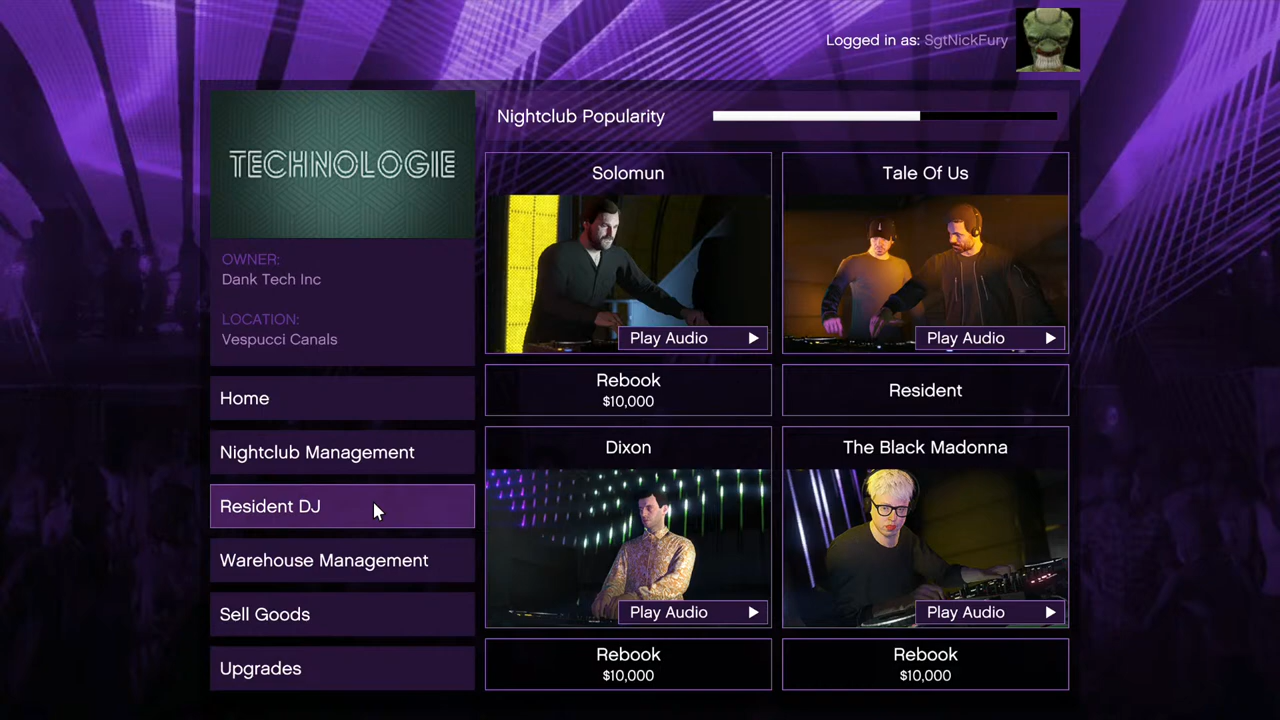 Logged in as: SgtNickFury
TECHNOLOGIE
OWNER:
Dank Tech Inc
LOCATION:
Vespucci Canals
Home
Nightclub Management
Resident DJ
Warehouse Management
Sell Goods
Upgrades
Nightclub Popularity
Solomun
Play Audio
Rebook
$10,000
Tale Of Us
Play Audio
Resident
Dixon
Play Audio
Rebook
$10,000
The Black Madonna
Play Audio
Rebook
$10,000